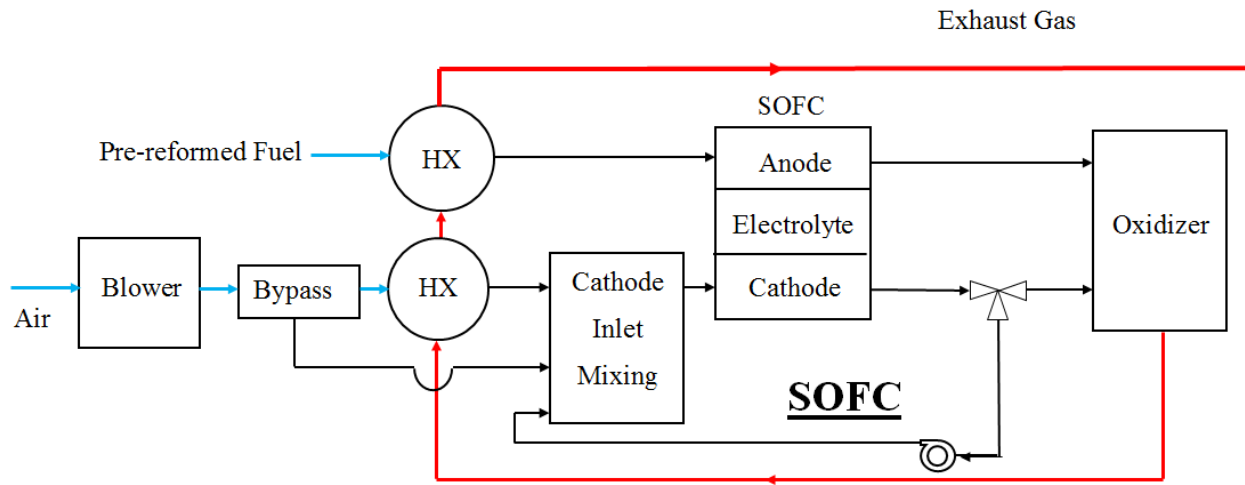 Exhaust Gas
SOFC
Pre-reformed Fuel
HX
Anode
Electrolyte
Cathode
Oxidizer
Air
Blower
Bypass
HX
Cathode
Inlet
Mixing
SOFC